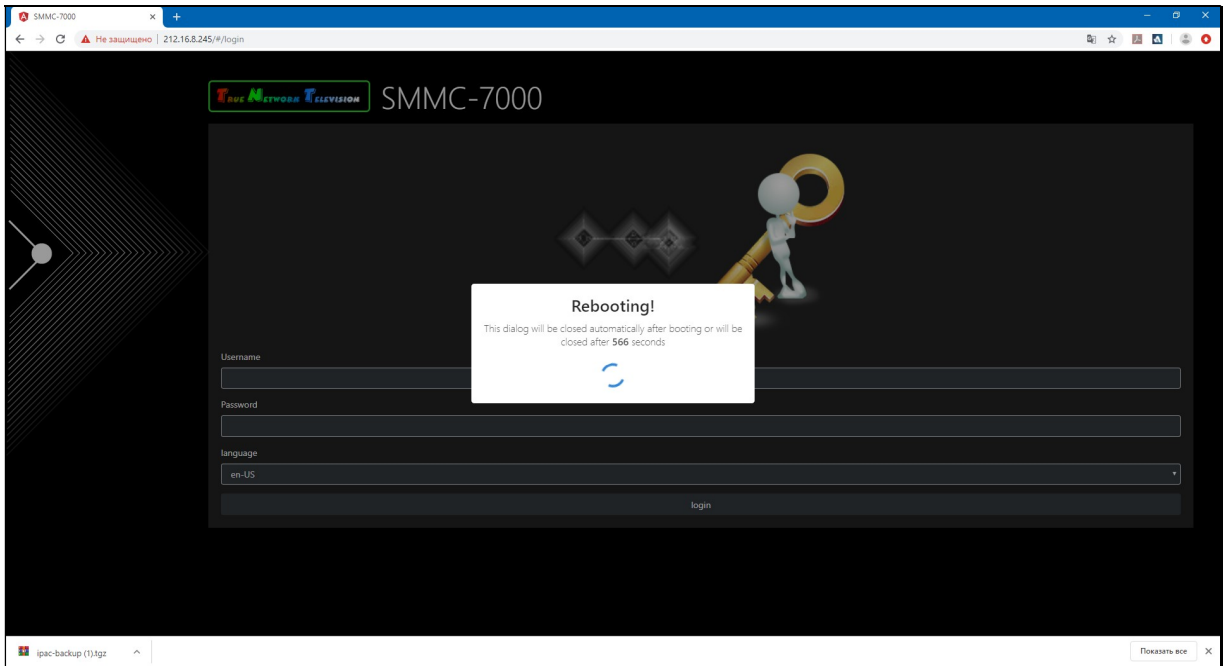 SMMC-7000
Не защищено | 212.16.8.245/#/login
True Network Television
SMMC-7000
Rebooting!
This dialog will be closed automatically after booting or will be
closed after 566 seconds
Username
Password
language
en-US
login
ipac-backup (1).tgz
Показать все